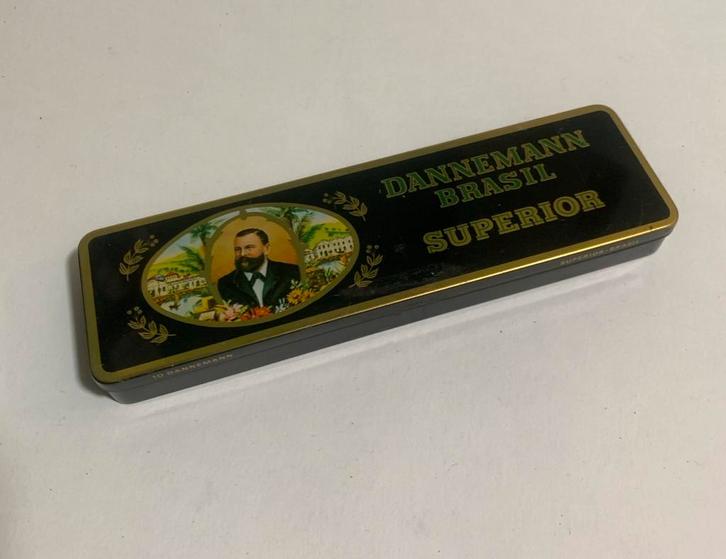 DANNEMANN
BRASIL
SUPERIOR
10 DANNEMANN
SUPERIOR-BRASIL